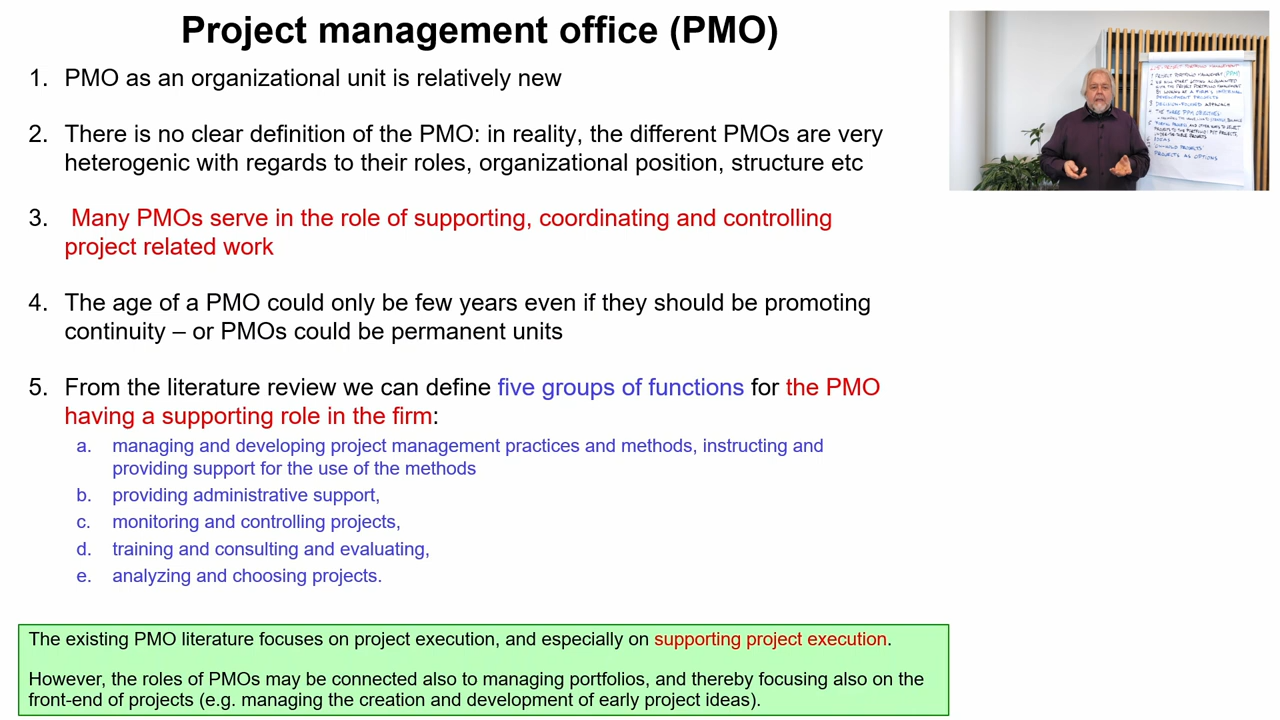 Project management office (PMO)
1. PMO as an organizational unit is relatively new
2. There is no clear definition of the PMO: in reality, the different PMOs are very
heterogenic with regards to their roles, organizational position, structure etc
3. Many PMOs serve in the role of supporting, coordinating and controlling
project related work
4. The age of a PMO could only be few years even if they should be promoting
continuity – or PMOs could be permanent units
5. From the literature review we can define five groups of functions for the PMO
having a supporting role in the firm:
a. managing and developing project management practices and methods, instructing and
providing support for the use of the methods
b. providing administrative support,
c. monitoring and controlling projects,
d. training and consulting and evaluating,
e. analyzing and choosing projects.
The existing PMO literature focuses on project execution, and especially on supporting project execution.
However, the roles of PMOs may be connected also to managing portfolios, and thereby focusing also on the
front-end of projects (e.g. managing the creation and development of early project ideas).
PROJECT PORTFOLIO MANAGEMENT
DECISION-FOCUSED APPROACH
PROJECTS AS OPTIONS